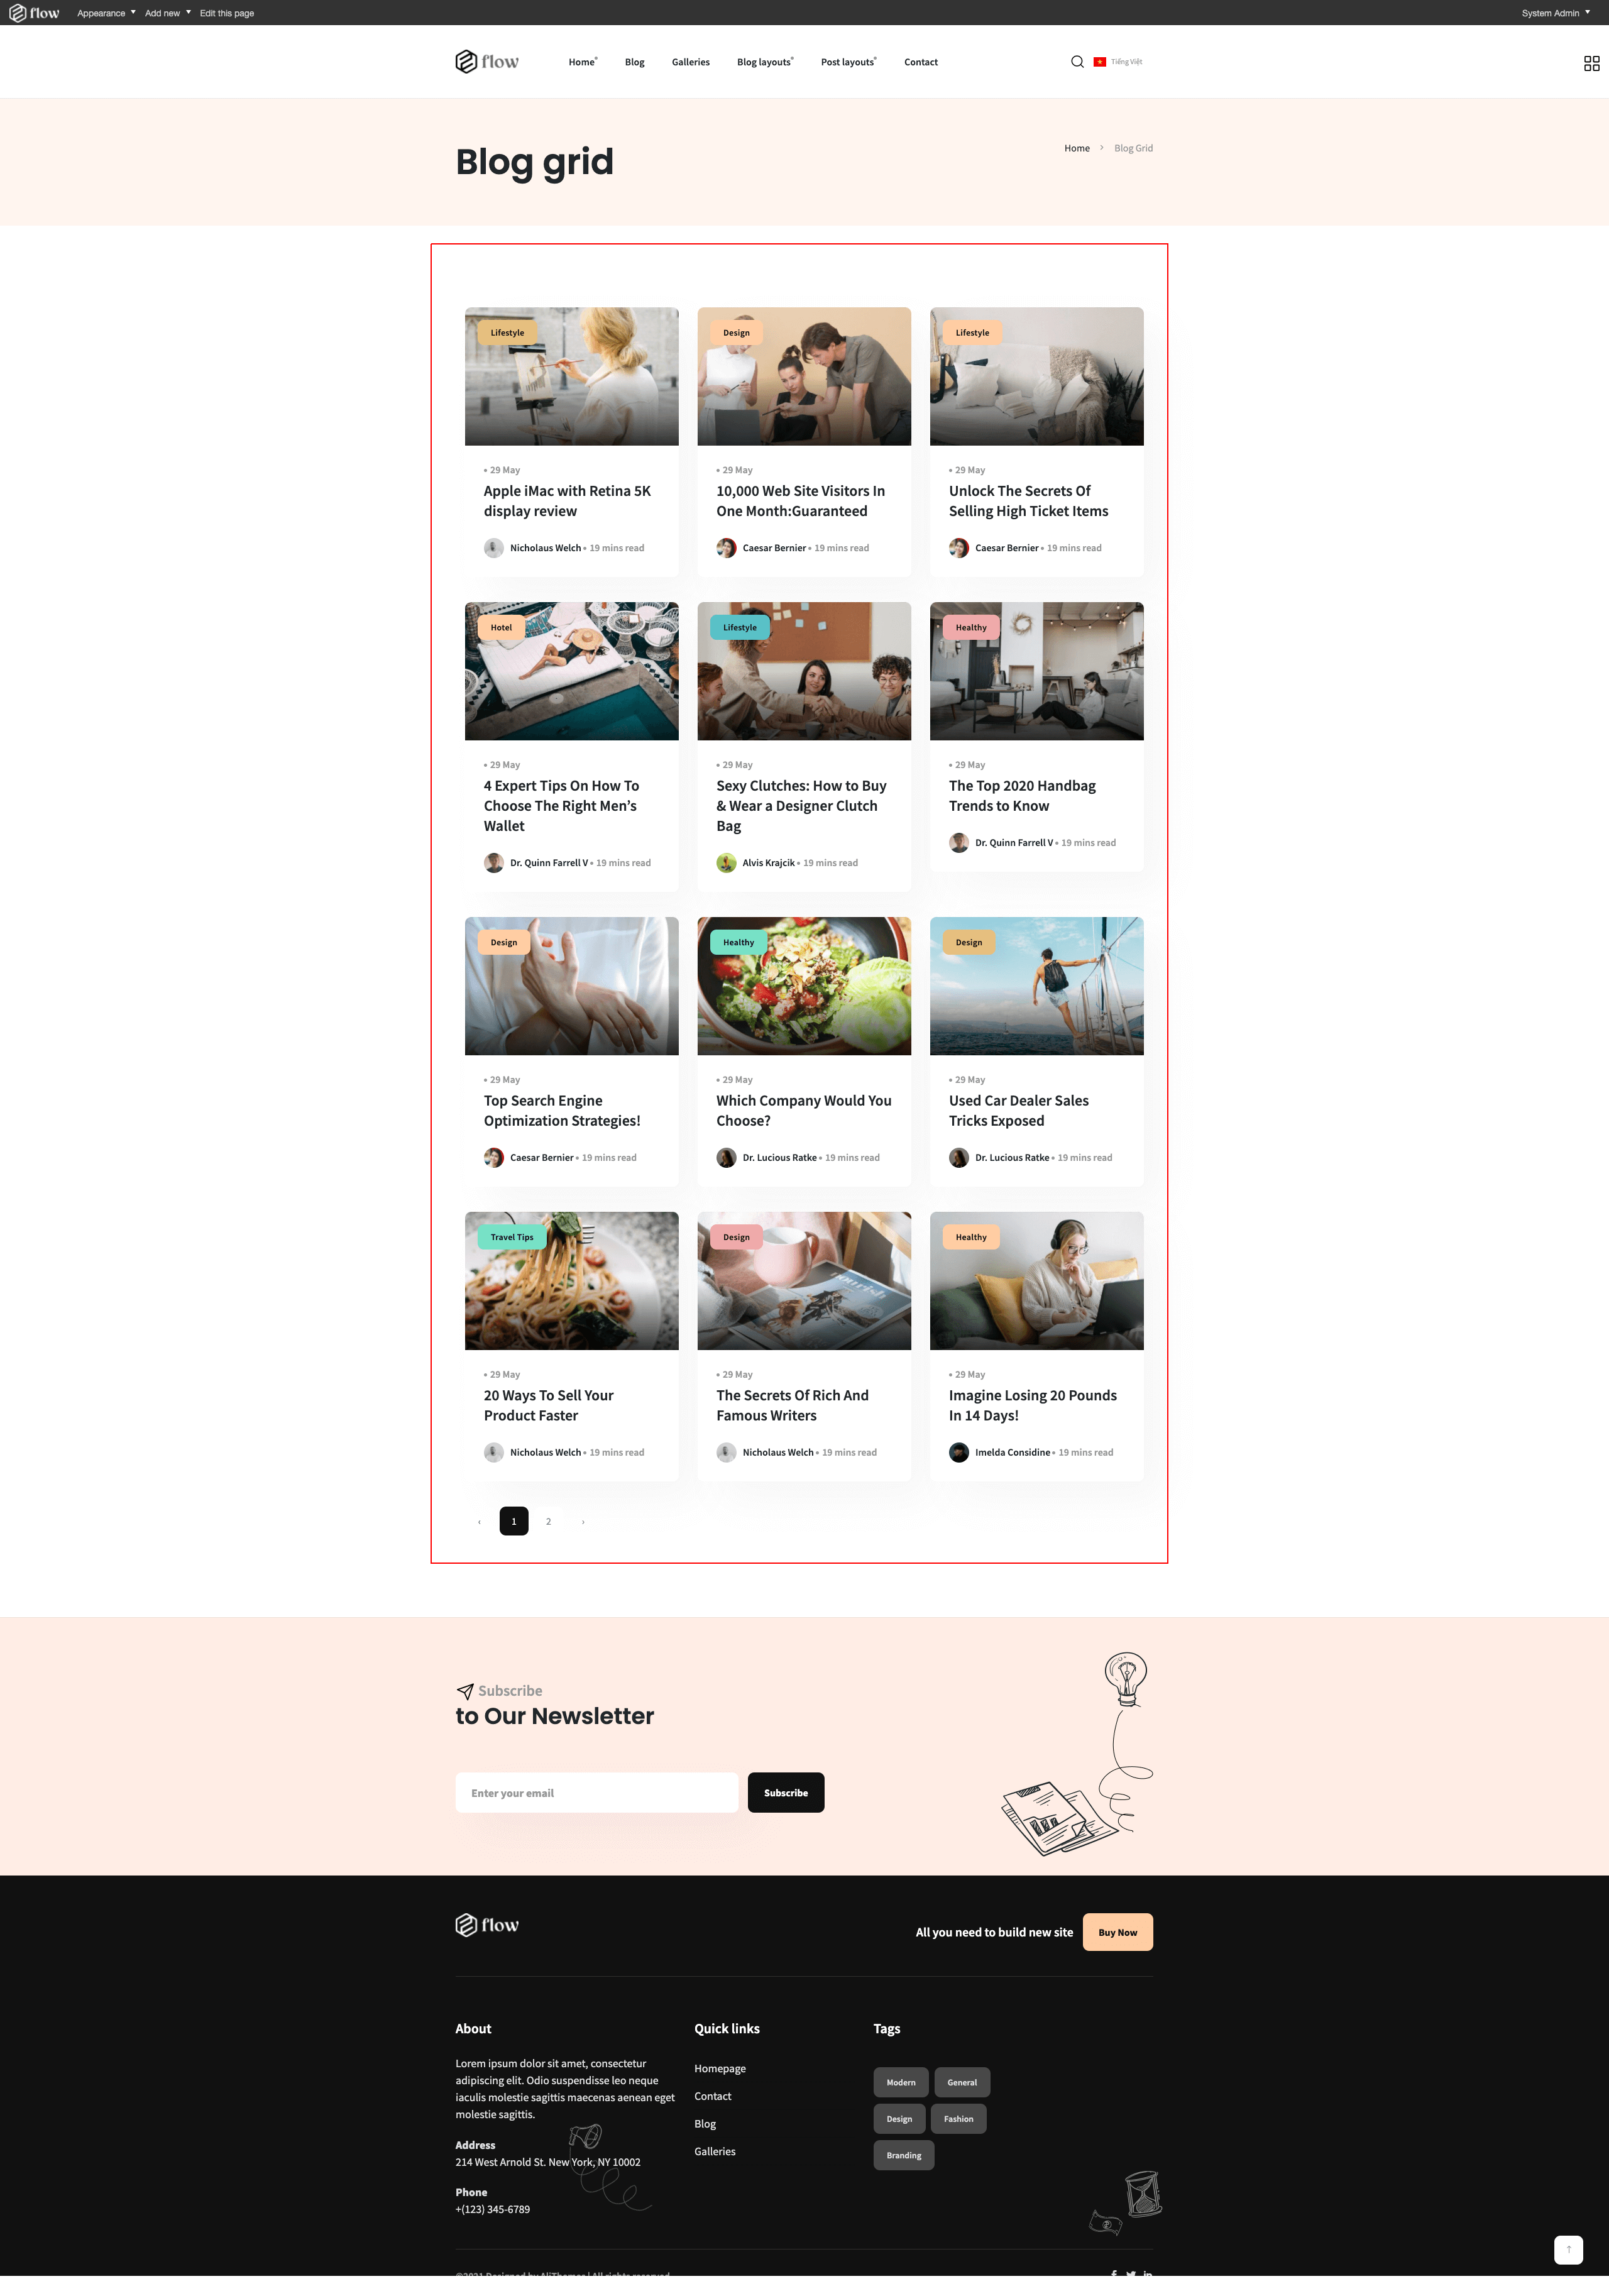 flow Appearance Add new Edit this page System Admin
flow Home Blog Galleries Blog layouts Post layouts Contact Tiếng Việt
Blog grid
Home > Blog Grid
Lifestyle
Design
Lifestyle
• 29 May
Apple iMac with Retina 5K
display review
Nicholaus Welch • 19 mins read
• 29 May
10,000 Web Site Visitors In
One Month:Guaranteed
Caesar Bernier • 19 mins read
• 29 May
Unlock The Secrets Of
Selling High Ticket Items
Caesar Bernier • 19 mins read
Hotel
Lifestyle
Healthy
• 29 May
4 Expert Tips On How To
Choose The Right Men’s
Wallet
Dr. Quinn Farrell V • 19 mins read
• 29 May
Sexy Clutches: How to Buy
& Wear a Designer Clutch
Bag
Alvis Krajcik • 19 mins read
• 29 May
The Top 2020 Handbag
Trends to Know
Dr. Quinn Farrell V • 19 mins read
Design
Healthy
Design
• 29 May
Top Search Engine
Optimization Strategies!
Caesar Bernier • 19 mins read
• 29 May
Which Company Would You
Choose?
Dr. Lucious Ratke • 19 mins read
• 29 May
Used Car Dealer Sales
Tricks Exposed
Dr. Lucious Ratke • 19 mins read
Travel Tips
Design
nourish
Healthy
• 29 May
20 Ways To Sell Your
Product Faster
Nicholaus Welch • 19 mins read
• 29 May
The Secrets Of Rich And
Famous Writers
Nicholaus Welch • 19 mins read
• 29 May
Imagine Losing 20 Pounds
In 14 Days!
Imelda Considine • 19 mins read
‹ 1 2 ›
Subscribe
to Our Newsletter
Enter your email Subscribe
flow All you need to build new site Buy Now
About
Lorem ipsum dolor sit amet, consectetur
adipiscing elit. Odio suspendisse leo neque
iaculis molestie sagittis maecenas aenean eget
molestie sagittis.
Address
214 West Arnold St. New York, NY 10002
Phone
+(123) 345-6789
Quick links
Homepage
Contact
Blog
Galleries
Tags
Modern General
Design Fashion
Branding
©2021 Designed by AliThemes | All rights reserved